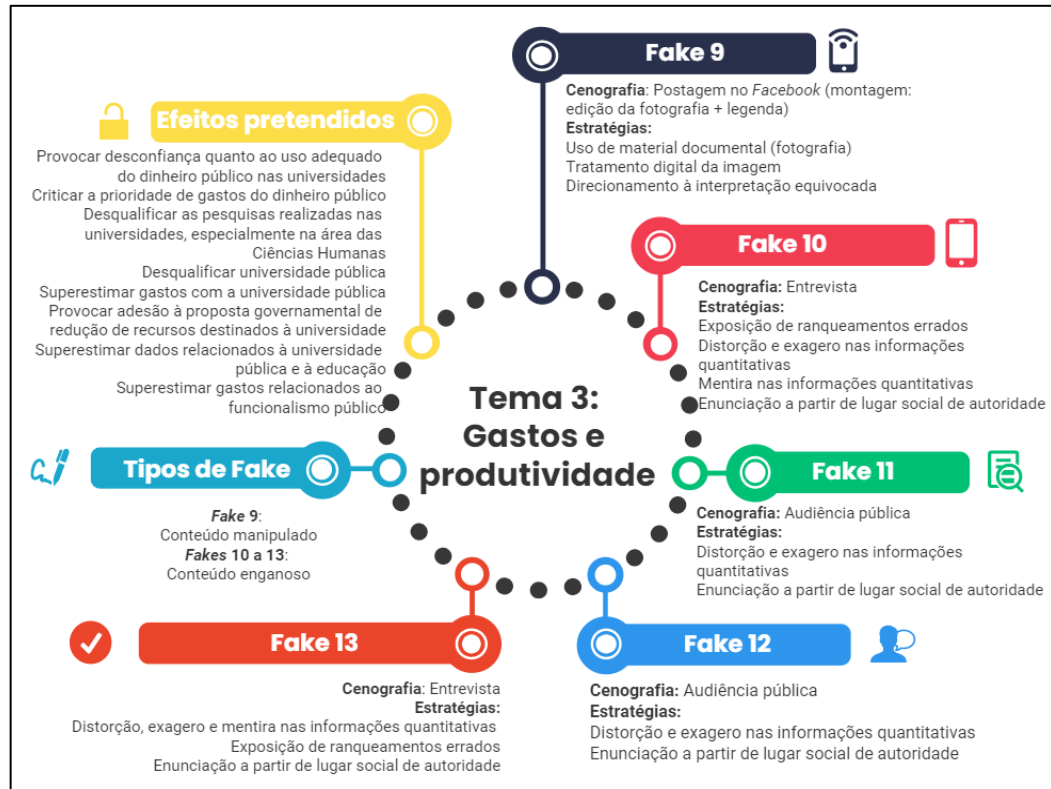 Fake 9
Cenografia: Postagem no Facebook (montagem:
edição da fotografia + legenda)
Estratégias:
Uso de material documental (fotografia)
Tratamento digital da imagem
Direcionamento à interpretação equivocada
Efeitos pretendidos
Provocar desconfiança quanto ao uso adequado
do dinheiro público nas universidades
Criticar a prioridade de gastos do dinheiro público
Desqualificar as pesquisas realizadas nas
universidades, especialmente na área das
Ciências Humanas
Desqualificar universidade pública
Superestimar gastos com a universidade pública
Provocar adesão à proposta governamental de
redução de recursos destinados à universidade
Superestimar dados relacionados à universidade
pública e à educação
Superestimar gastos relacionados ao
funcionalismo público
Fake 10
Cenografia: Entrevista
Estratégias:
Exposição de ranqueamentos errados
Distorção e exagero nas informações
quantitativas
Mentira nas informações quantitativas
Enunciação a partir de lugar social de autoridade
Tema 3:
Gastos e
produtividade
Tipos de Fake
Fake 9:
Conteúdo manipulado
Fakes 10 a 13:
Conteúdo enganoso
Fake 11
Cenografia: Audiência pública
Estratégias:
Distorção e exagero nas informações
quantitativas
Enunciação a partir de lugar social de autoridade
Fake 13
Cenografia: Entrevista
Estratégias:
Distorção, exagero e mentira nas informações quantitativas
Exposição de ranqueamentos errados
Enunciação a partir de lugar social de autoridade
Fake 12
Cenografia: Audiência pública
Estratégias:
Distorção e exagero nas informações quantitativas
Enunciação a partir de lugar social de autoridade